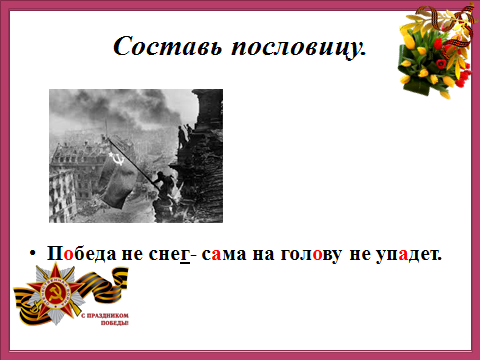 Составь пословицу.
• Победа не снег- сама на голову не упадет.
С ПРАЗДНИКОМ
ПОБЕДЫ!